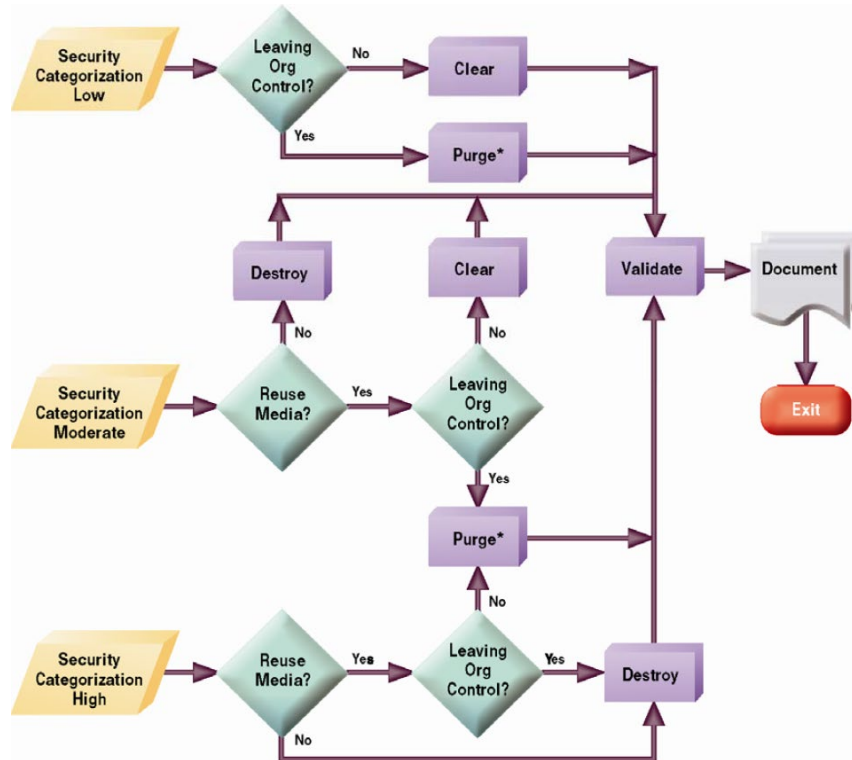 Security
Categorization
Low
Leaving
Org
Control?
No
Clear
Yes
Purge*
Destroy
Clear
Validate
Document
No
No
Security
Categorization
Moderate
Reuse
Media?
Yes
Leaving
Org
Control?
Exit
Yes
Purge*
No
Security
Categorization
High
Reuse
Media?
Yes
Leaving
Org
Control?
Yes
Destroy
No